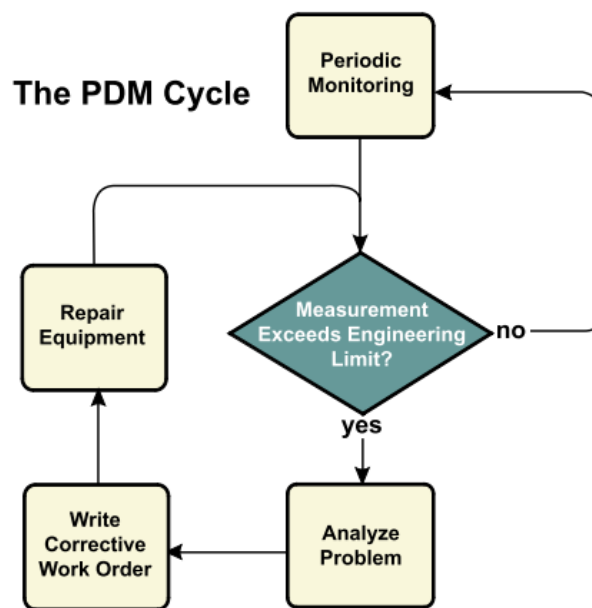 The PDM Cycle
Periodic
Monitoring
Measurement
Exceeds Engineering
Limit?
no
yes
Analyze
Problem
Write
Corrective
Work Order
Repair
Equipment